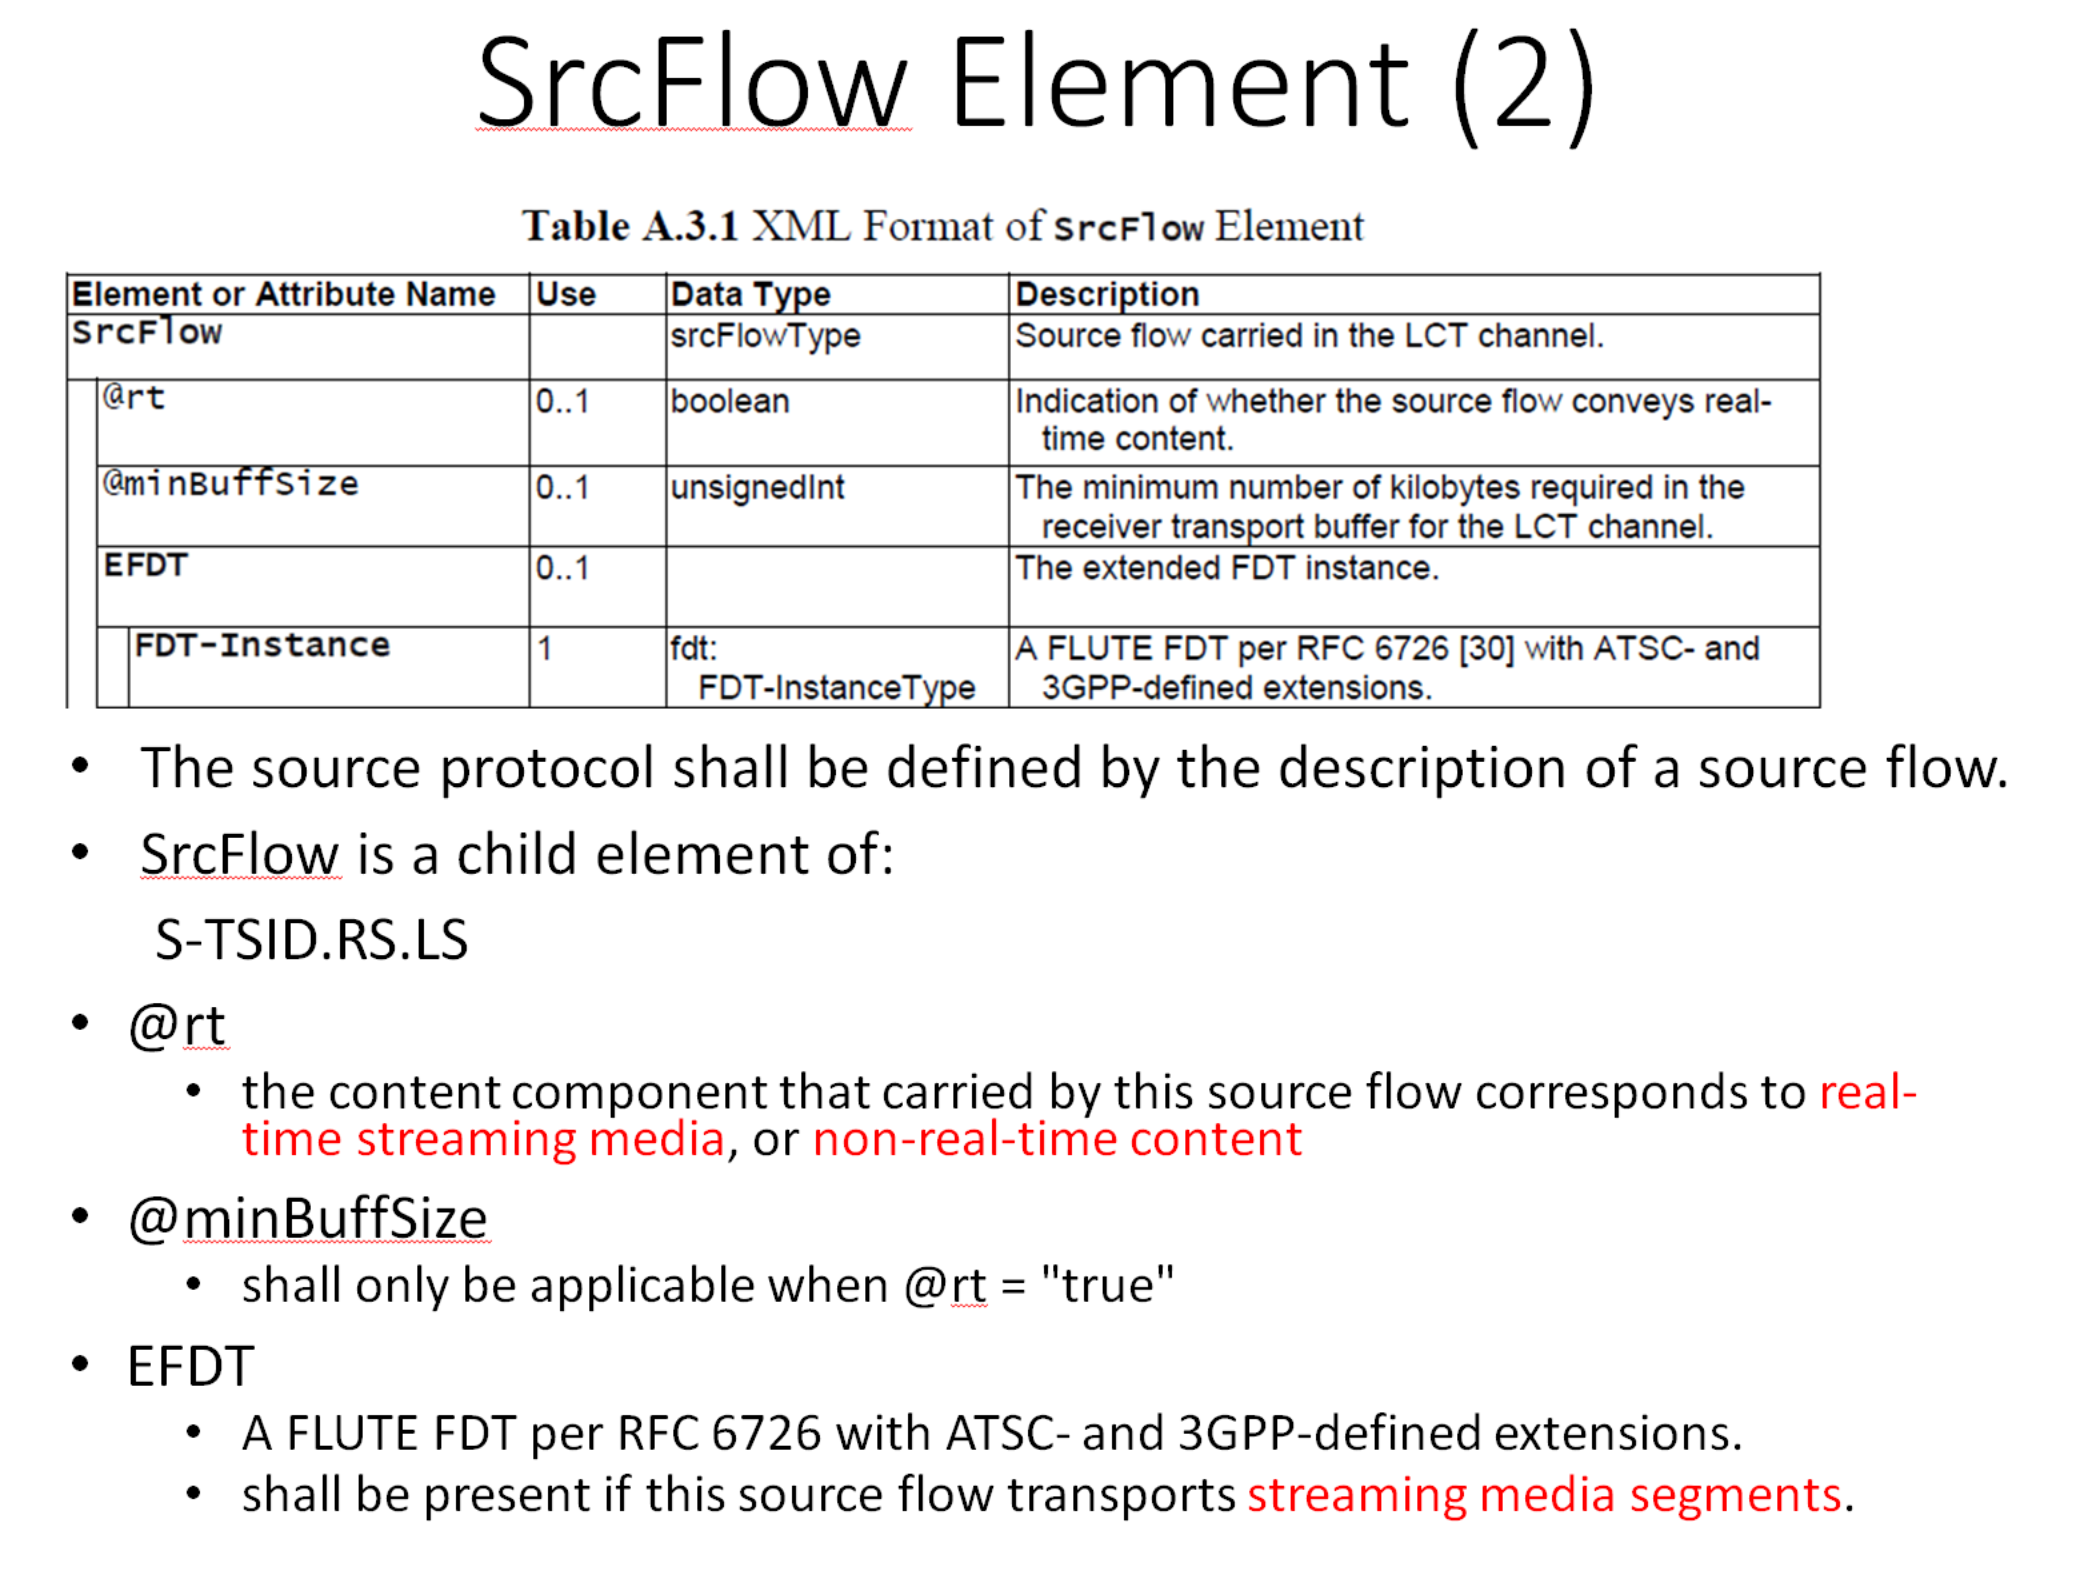 SrcFlow Element (2)
Table A.3.1 XML Format of SrcFlow Element
Element or Attribute Name Use Data Type Description
SrcFlow srcFlowType Source flow carried in the LCT channel.
@rt 0..1 boolean Indication of whether the source flow conveys real-
time content.
@minBuffSize 0..1 unsignedInt The minimum number of kilobytes required in the
receiver transport buffer for the LCT channel.
EFDT 0..1 The extended FDT instance.
FDT-Instance 1 fdt: A FLUTE FDT per RFC 6726 [30] with ATSC- and
FDT-InstanceType 3GPP-defined extensions.
• The source protocol shall be defined by the description of a source flow.
• SrcFlow is a child element of:
S-TSID.RS.LS
• @rt
• the content component that carried by this source flow corresponds to real-
time streaming media, or non-real-time content
• @minBuffSize
• shall only be applicable when @rt = "true"
• EFDT
• A FLUTE FDT per RFC 6726 with ATSC- and 3GPP-defined extensions.
• shall be present if this source flow transports streaming media segments.